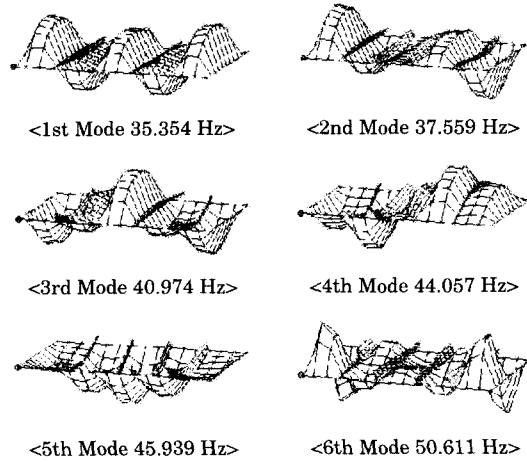 <1st Mode 35.354 Hz>
<2nd Mode 37.559 Hz>
<3rd Mode 40.974 Hz>
<4th Mode 44.057 Hz>
<5th Mode 45.939 Hz>
<6th Mode 50.611 Hz>